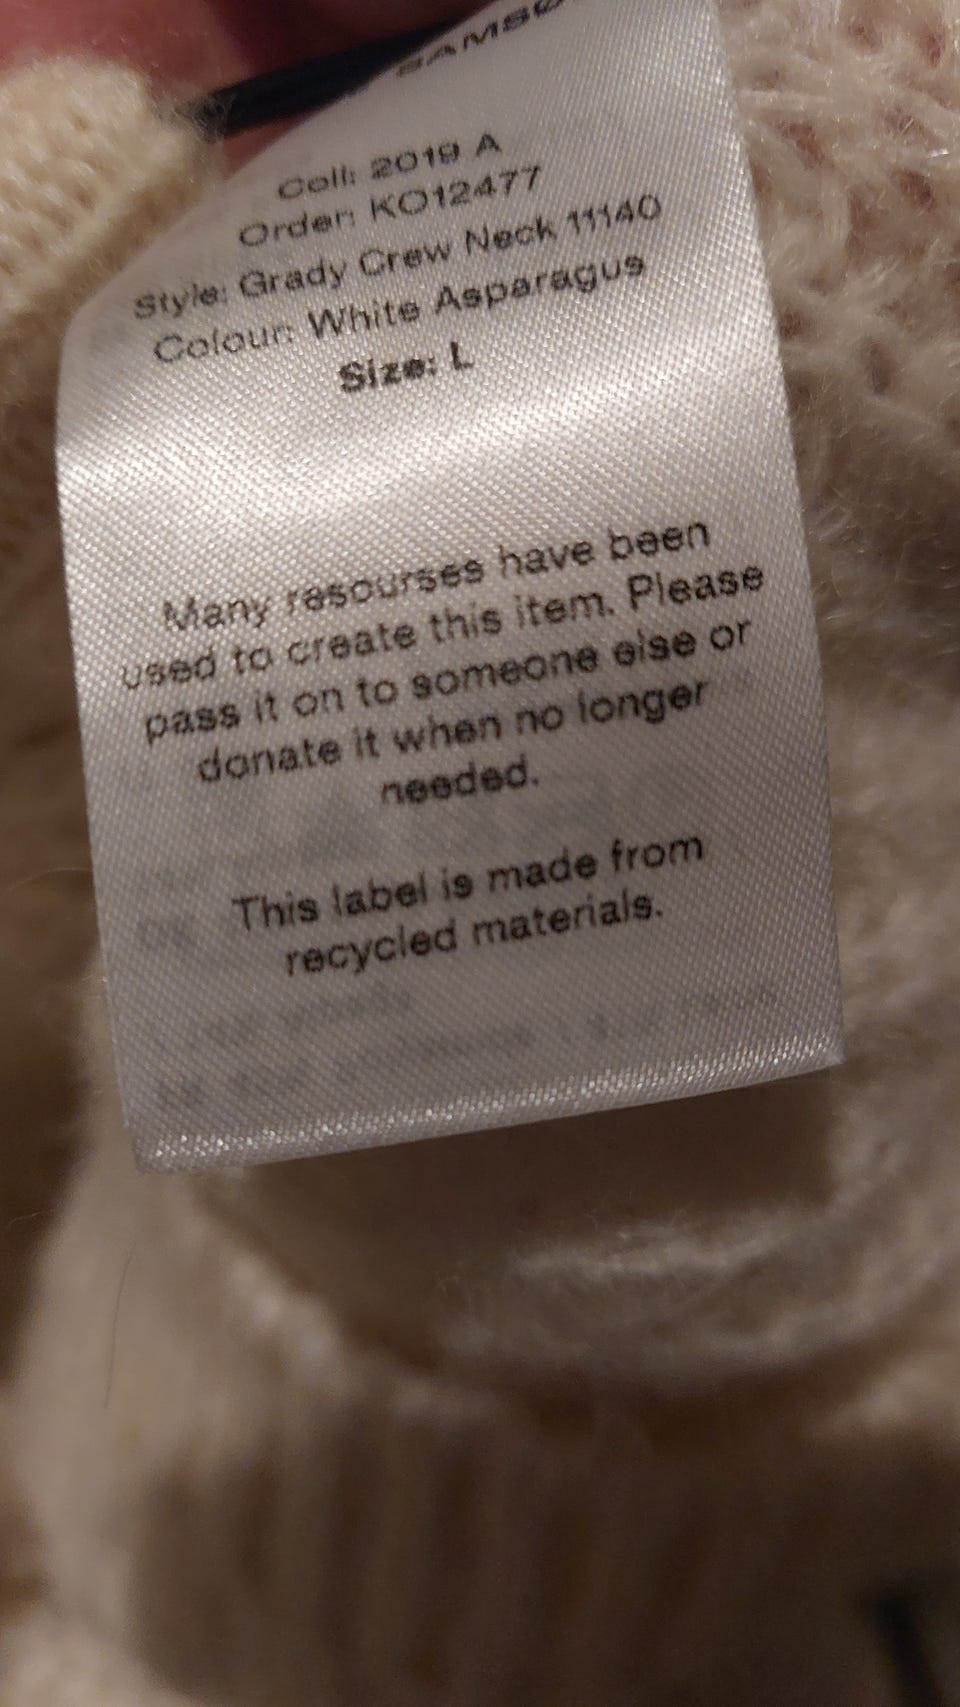 SAMSØ
Coll: 2019 A
Order: KO12477
Style: Grady Crew Neck 11140
Colour: White Asparagus
Size: L
Many resourses have been
used to create this item. Please
pass it on to someone else or
donate it when no longer
needed.
This label is made from
recycled materials.